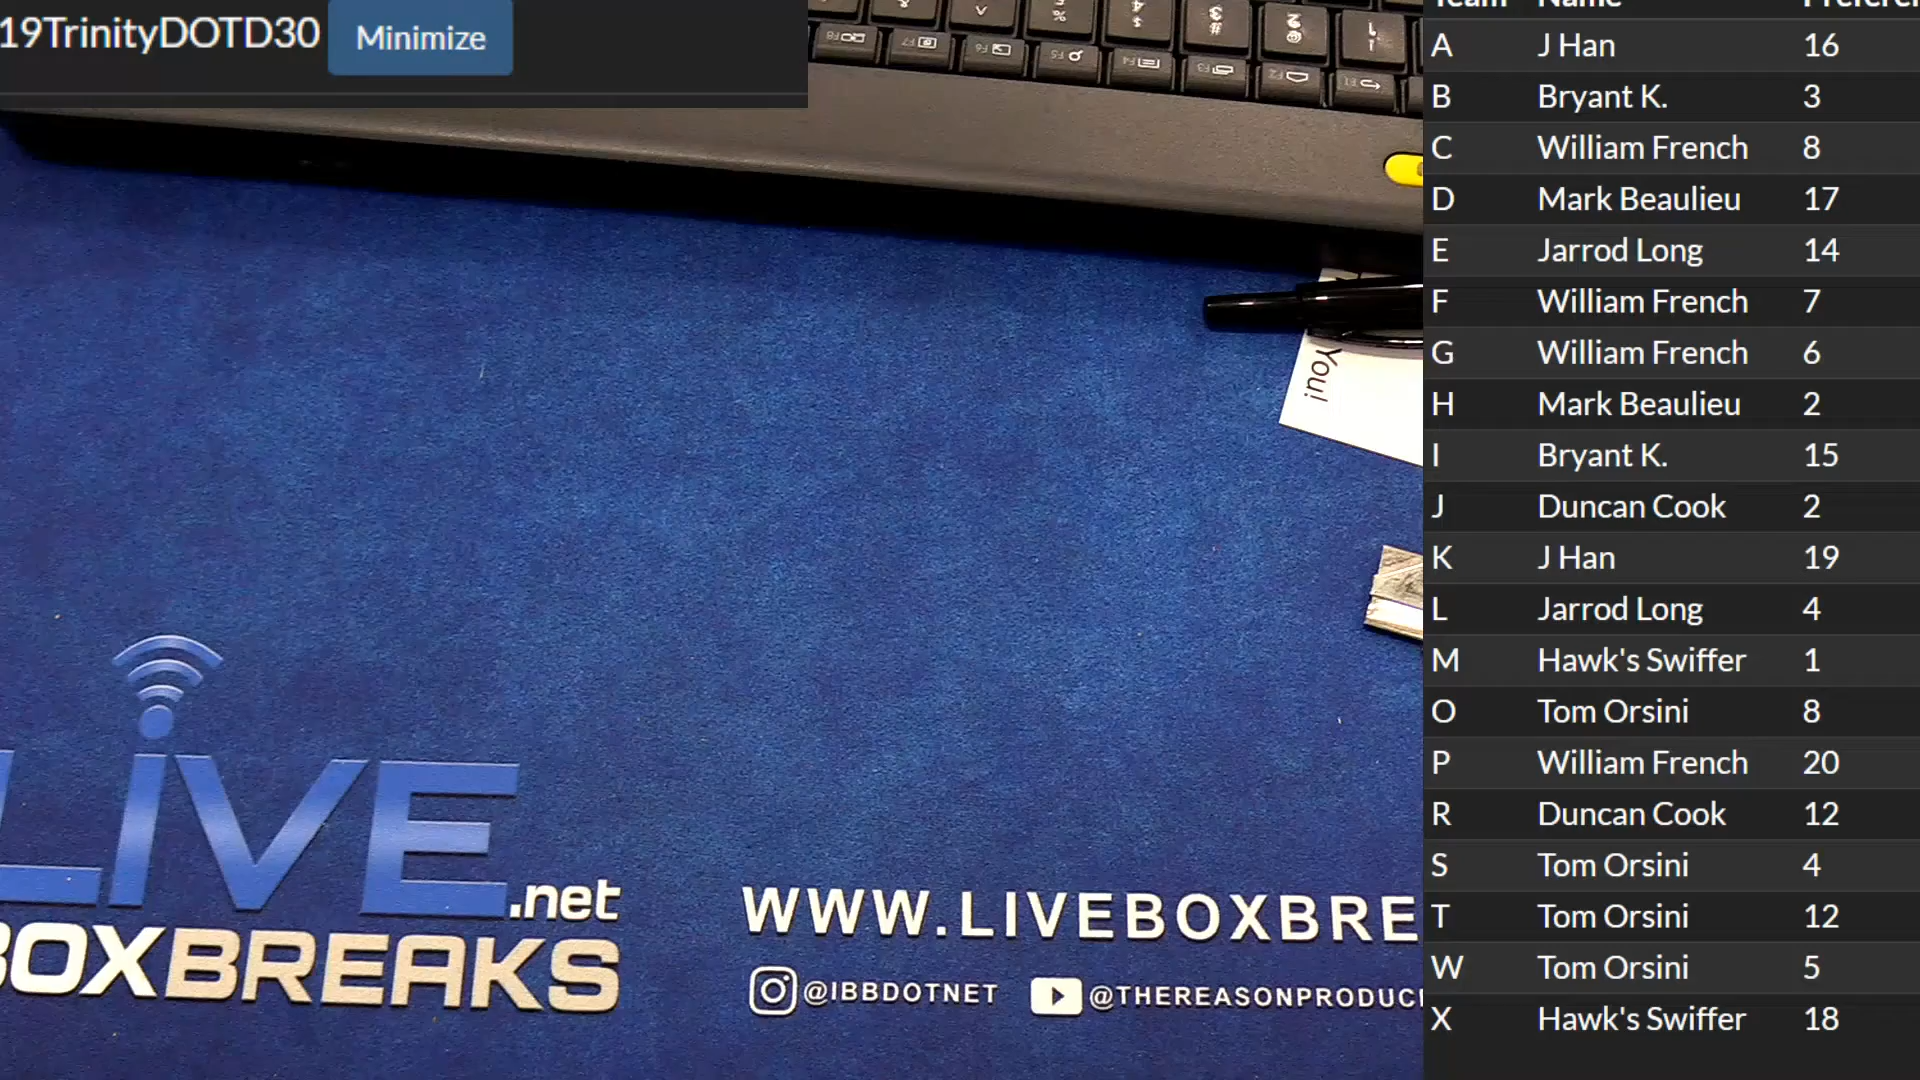 19TrinityDOTD30 Minimize
Team Name
A J Han 16
B Bryant K. 3
C William French 8
D Mark Beaulieu 17
E Jarrod Long 14
F William French 7
G William French 6
H Mark Beaulieu 2
I Bryant K. 15
J Duncan Cook 2
K J Han 19
L Jarrod Long 4
M Hawk's Swiffer 1
O Tom Orsini 8
P William French 20
R Duncan Cook 12
S Tom Orsini 4
T Tom Orsini 12
W Tom Orsini 5
X Hawk's Swiffer 18
You!
LiVE.net
BOXBREAKS
WWW.LIVEBOXBRE
@IBBDOTNET @THEREASONPRODUC